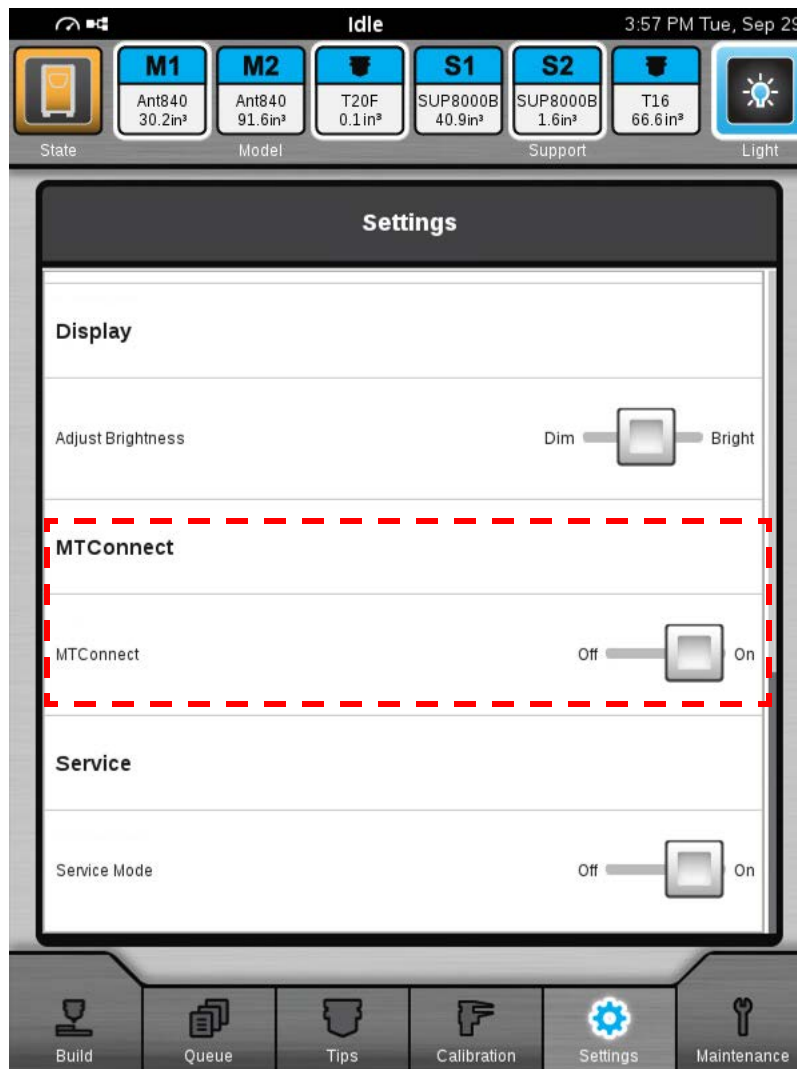 Idle
3:57 PM Tue, Sep 29
M1 M2 S1 S2
Ant840 Ant840 T20F SUP8000B SUP8000B T16
30.2in³ 91.6in³ 0.1in³ 40.9in³ 1.6in³ 66.6in³
State Model Support Light
Settings
Display
Adjust Brightness Dim Bright
MTConnect
MTConnect Off On
Service
Service Mode Off On
Build Queue Tips Calibration Settings Maintenance